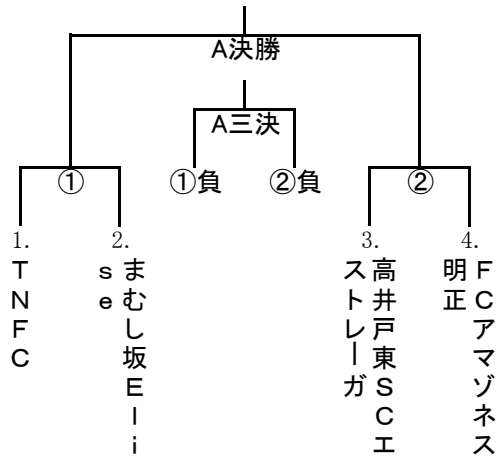 A決勝
A三決
① ①負 ②負 ②
1. 2. 3. 4.
TNFC
まむし坂Eli
se
高井戸東SCエ
ストレーガ
FCアマゾネス
明正